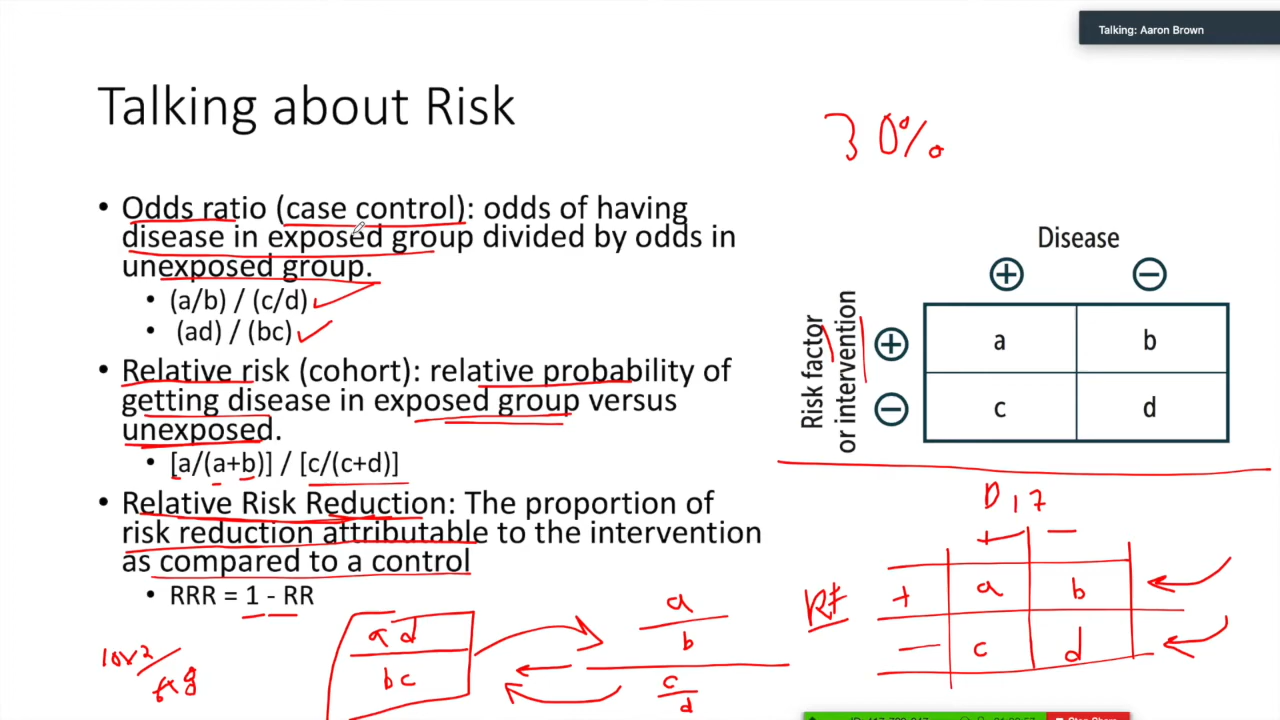 Talking: Aaron Brown
Talking about Risk
30%
• Odds ratio (case control): odds of having
disease in exposed group divided by odds in
unexposed group.
• (a/b) / (c/d)
• (ad) / (bc)
• Relative risk (cohort): relative probability of
getting disease in exposed group versus
unexposed.
• [a/(a+b)] / [c/(c+d)]
• Relative Risk Reduction: The proportion of
risk reduction attributable to the intervention
as compared to a control
• RRR = 1 - RR
Disease
+ −
Risk factor
or intervention
+ a b
− c d
+ −
RF + a b
− c d
ad
bc
a
b
c
d
Stop Share